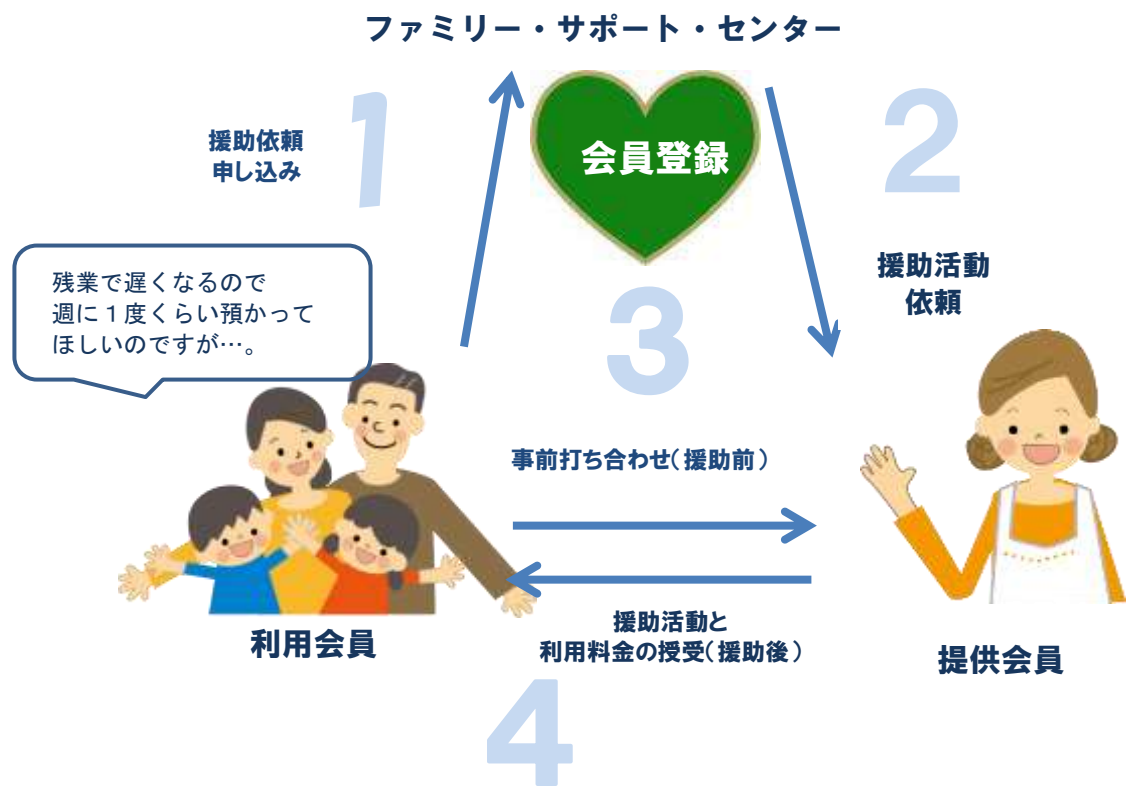 ファミリー・サポート・センター
1
援助依頼
申し込み
会員登録
2
援助活動
依頼
残業で遅くなるので
週に１度くらい預かって
ほしいのですが…。
3
事前打ち合わせ（援助前）
援助活動と
利用料金の授受（援助後）
利用会員
提供会員
4